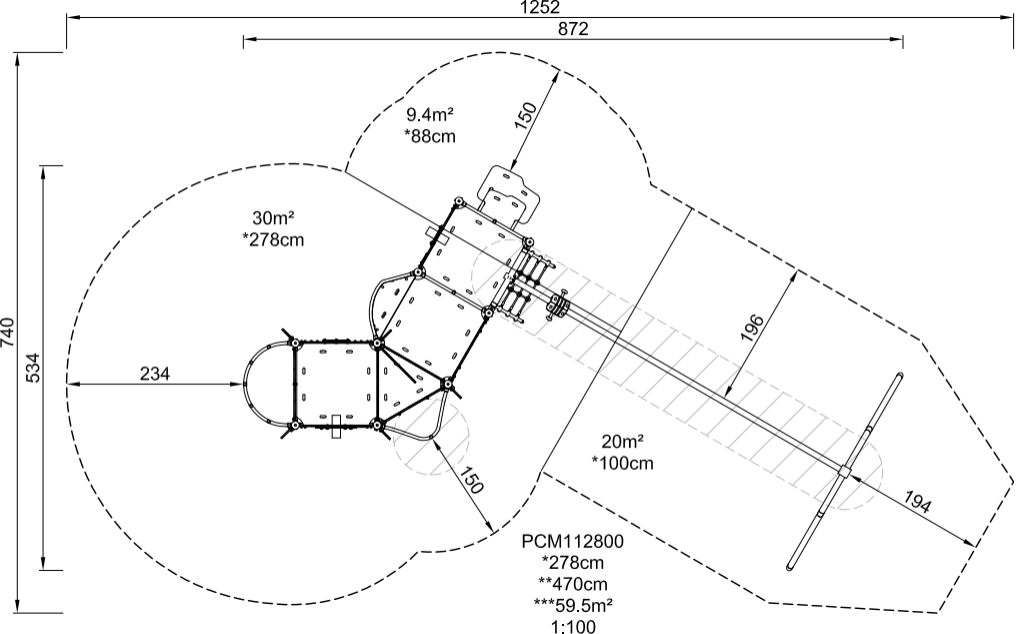 1252
872
9.4m²
*88cm
150
30m²
*278cm
740
534
234
196
20m²
*100cm
150
194
PCM112800
*278cm
**470cm
***59.5m²
1:100